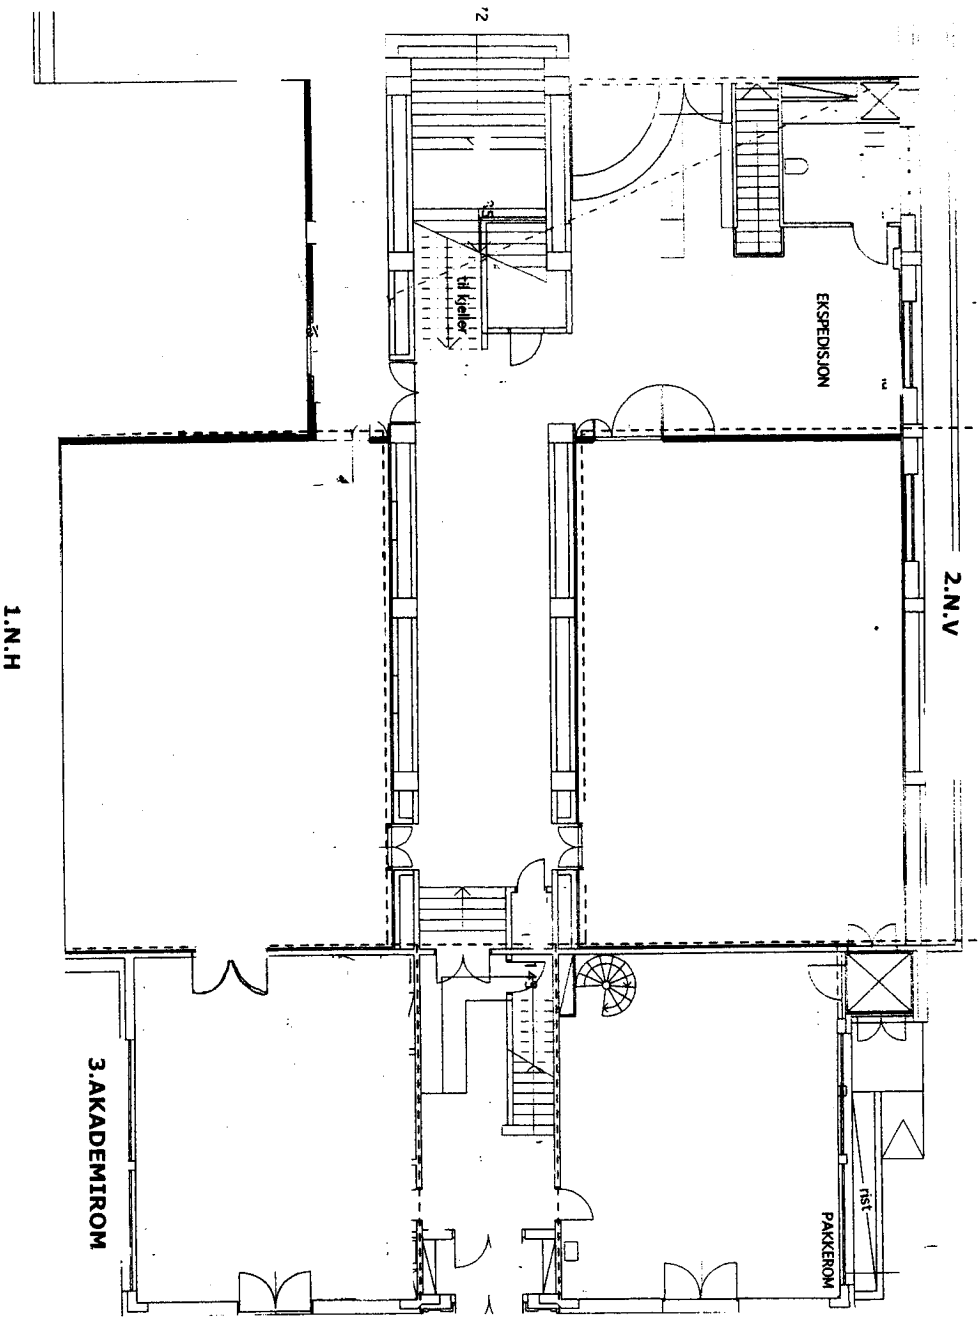 til kjeller
EKSPEDISJON
2.N.V
1.N.H
3.AKADEMIROM
rist
PAKKEROM